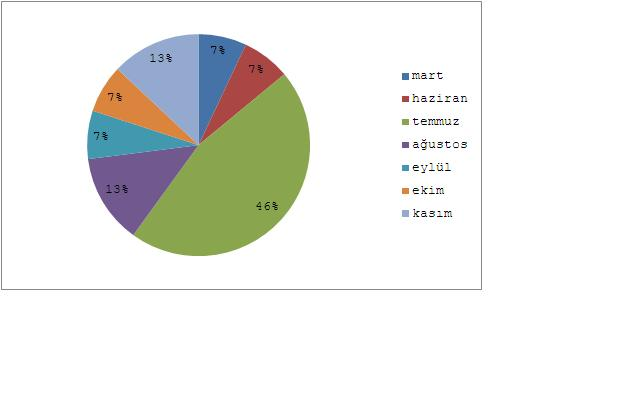 7%
7%
46%
13%
7%
7%
13%
mart
haziran
temmuz
ağustos
eylül
ekim
kasım